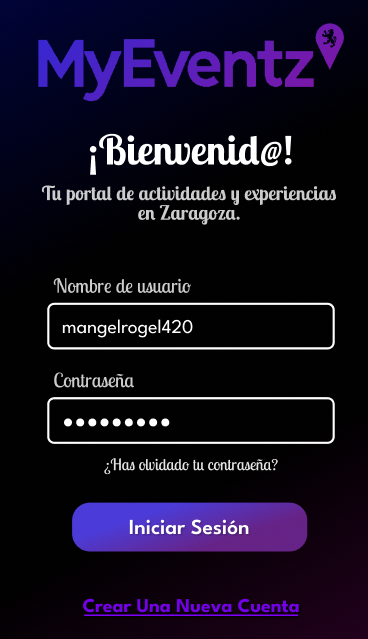 MyEventz
¡Bienvenid@!
Tu portal de actividades y experiencias
en Zaragoza.
Nombre de usuario
mangelrogel420
Contraseña
●●●●●●●●●
¿Has olvidado tu contraseña?
Iniciar Sesión
Crear Una Nueva Cuenta